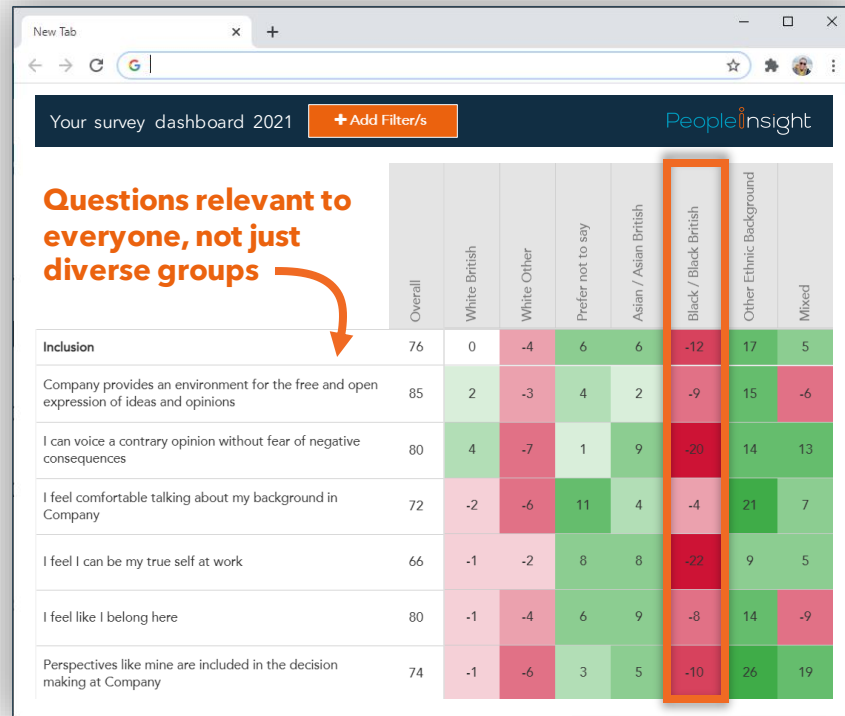 New Tab
Your survey dashboard 2021
+ Add Filter/s
Peopleinsight
Questions relevant to
everyone, not just
diverse groups
Overall
White British
White Other
Prefer not to say
Asian / Asian British
Black / Black British
Other Ethnic Background
Mixed
Inclusion 76 0 -4 6 6 -12 17 5
Company provides an environment for the free and open
expression of ideas and opinions 85 2 -3 4 2 -9 15 -6
I can voice a contrary opinion without fear of negative
consequences 80 4 -7 1 9 -20 14 13
I feel comfortable talking about my background in
Company 72 -2 -6 11 4 -4 21 7
I feel I can be my true self at work 66 -1 -2 8 8 -22 9 5
I feel like I belong here 80 -1 -4 6 9 -8 14 -9
Perspectives like mine are included in the decision
making at Company 74 -1 -6 3 5 -10 26 19